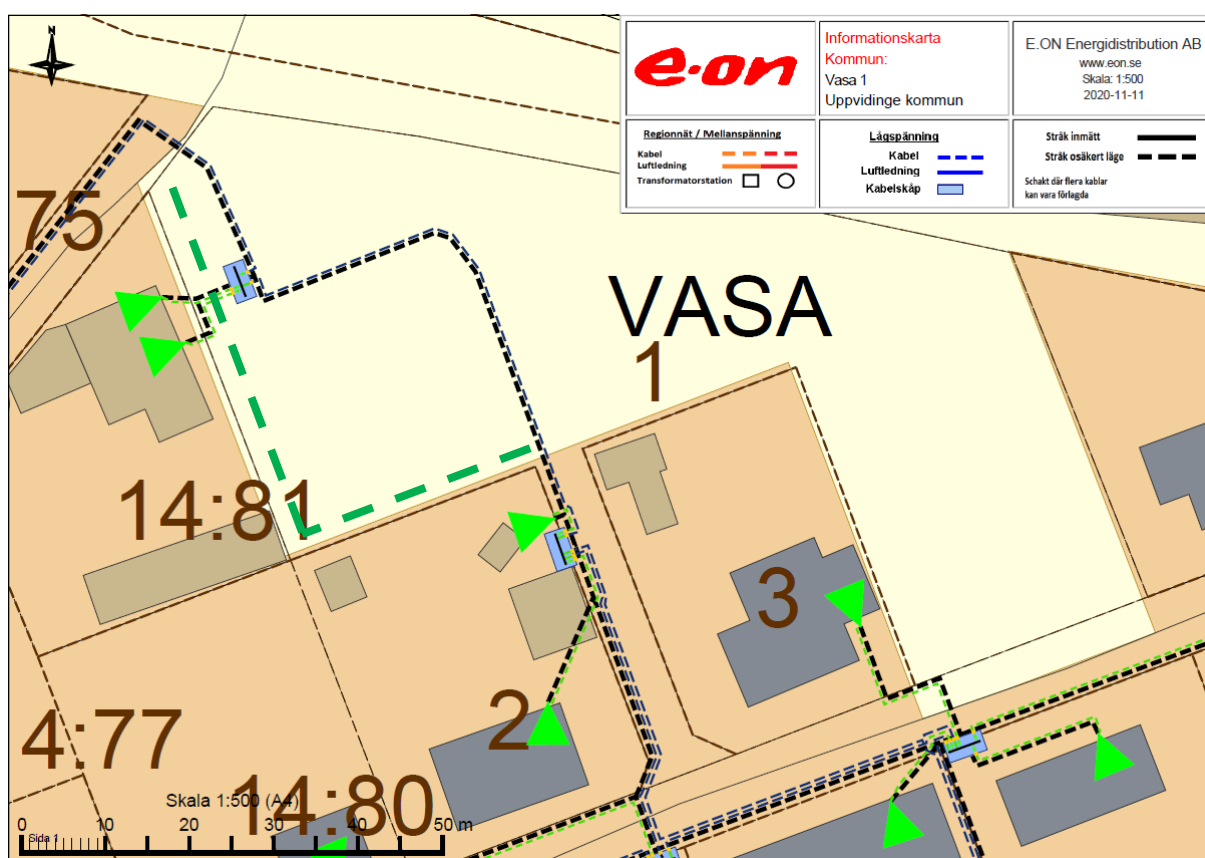 N
e·on
Informationskarta
Kommun:
Vasa 1
Uppvidinge kommun
E.ON Energidistribution AB
www.eon.se
Skala: 1:500
2020-11-11
Regionnät / Mellanspänning
Kabel
Luftledning
Transformatorstation
Lågspänning
Kabel
Luftledning
Kabelskåp
Stråk inmätt
Stråk osäkert läge
Schakt där flera kablar
kan vara förlagda
75
VASA
1
14:81
3
2
4:77
14:80
Skala 1:500 (A4)
0 10 20 30 40 50 m
Sida 1